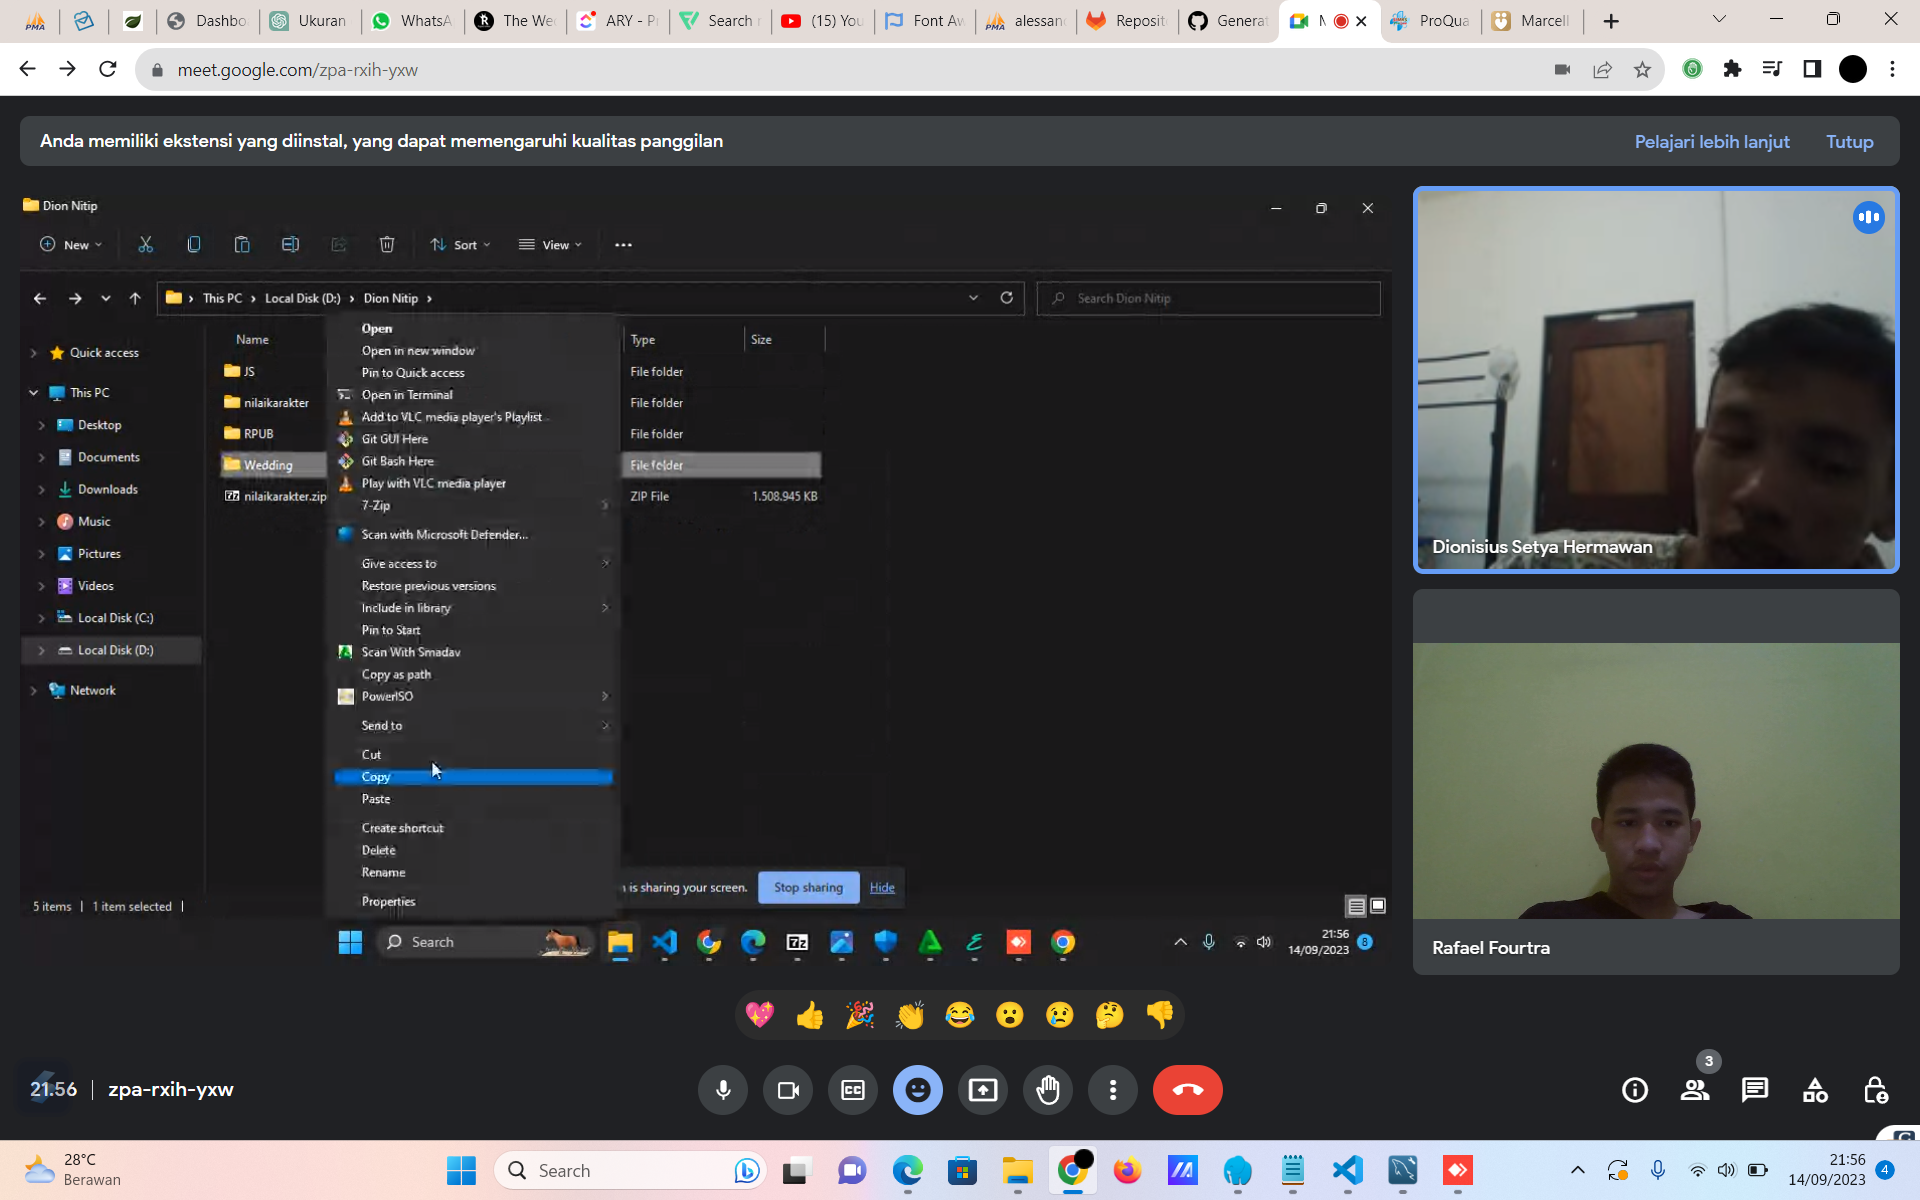 Dashbo
Ukuran
WhatsA
The We
ARY - P
Search r
(15) You
Font Aw
alessan
Reposit
Generat
ProQua
Marcell
meet.google.com/zpa-rxih-yxw
Anda memiliki ekstensi yang diinstal, yang dapat memengaruhi kualitas panggilan
Pelajari lebih lanjut
Tutup
Dion Nitip
New
Sort
View
This PC
Local Disk (D:)
Dion Nitip
Search Dion Nitip
Name
Type
Size
Quick access
This PC
Desktop
Documents
Downloads
Music
Pictures
Videos
Local Disk (C:)
Local Disk (D:)
Network
JS
File folder
nilaikarakter
File folder
RPUB
File folder
Wedding
File folder
nilaikarakter.zip
ZIP File
1.508.945 KB
Open
Open in new window
Pin to Quick access
Open in Terminal
Add to VLC media player's Playlist
Git GUI Here
Git Bash Here
Play with VLC media player
7-Zip
Scan with Microsoft Defender...
Give access to
Restore previous versions
Include in library
Pin to Start
Scan With Smadav
Copy as path
PowerISO
Send to
Cut
Copy
Paste
Create shortcut
Delete
Rename
Properties
is sharing your screen.
Stop sharing
Hide
5 items
1 item selected
Search
21:56
14/09/2023
8
Dionisius Setya Hermawan
Rafael Fourtra
21.56
zpa-rxih-yxw
3
28°C
Berawan
Search
21:56
14/09/2023
4